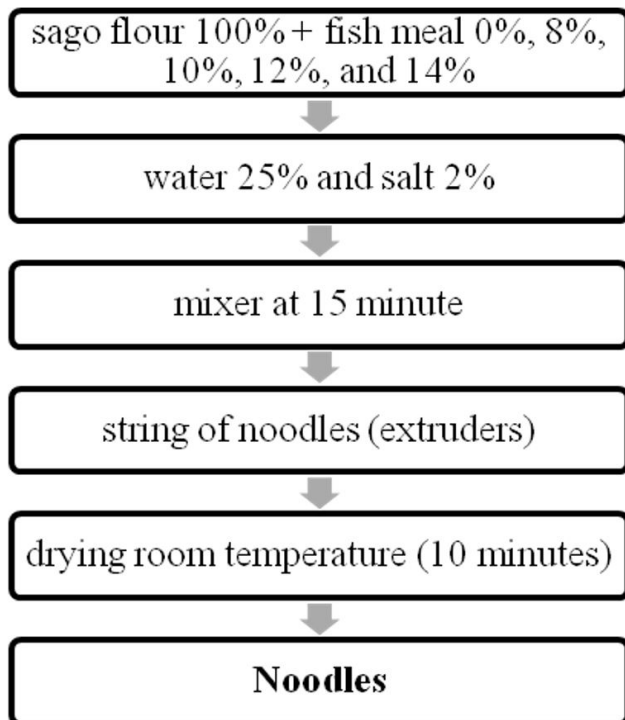 sago flour 100% + fish meal 0%, 8%,
10%, 12%, and 14%
water 25% and salt 2%
mixer at 15 minute
string of noodles (extruders)
drying room temperature (10 minutes)
Noodles